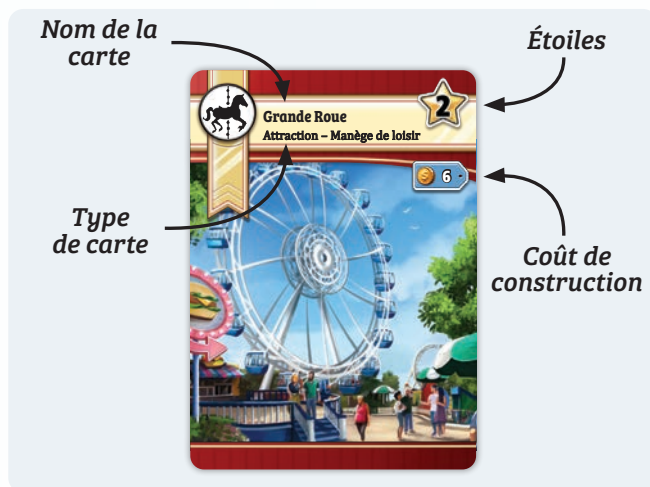 Nom de la
carte
Étoiles
2
Grande Roue
Attraction – Manège de loisir
6
Type
de carte
Coût de
construction